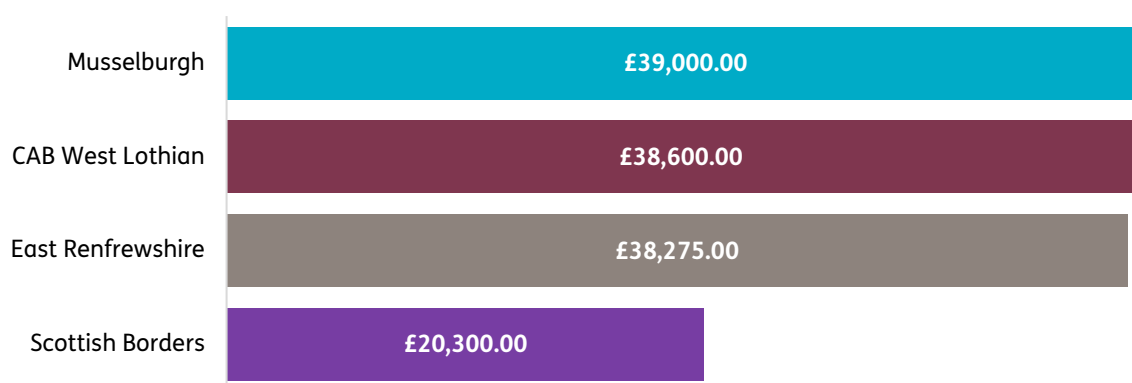 Musselburgh £39,000.00
CAB West Lothian £38,600.00
East Renfrewshire £38,275.00
Scottish Borders £20,300.00